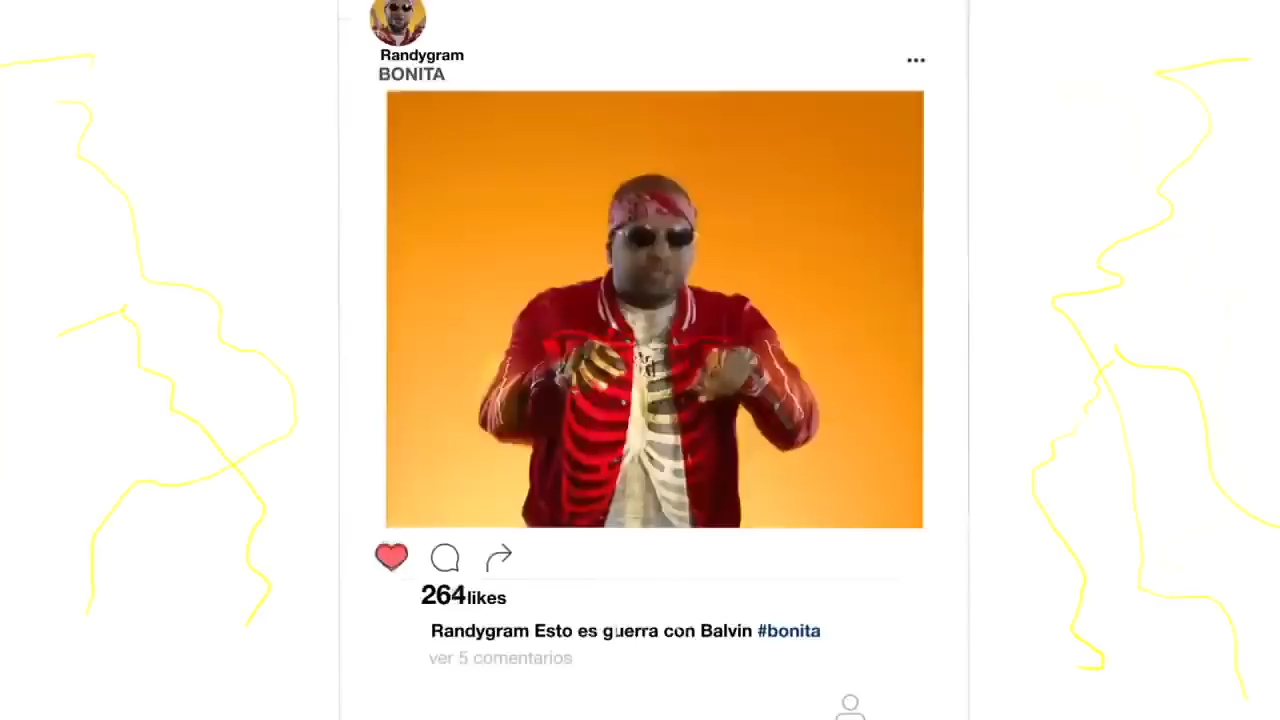 Randygram
BONITA
264likes
Randygram Esto es guerra con Balvin #bonita
ver 5 comentarios